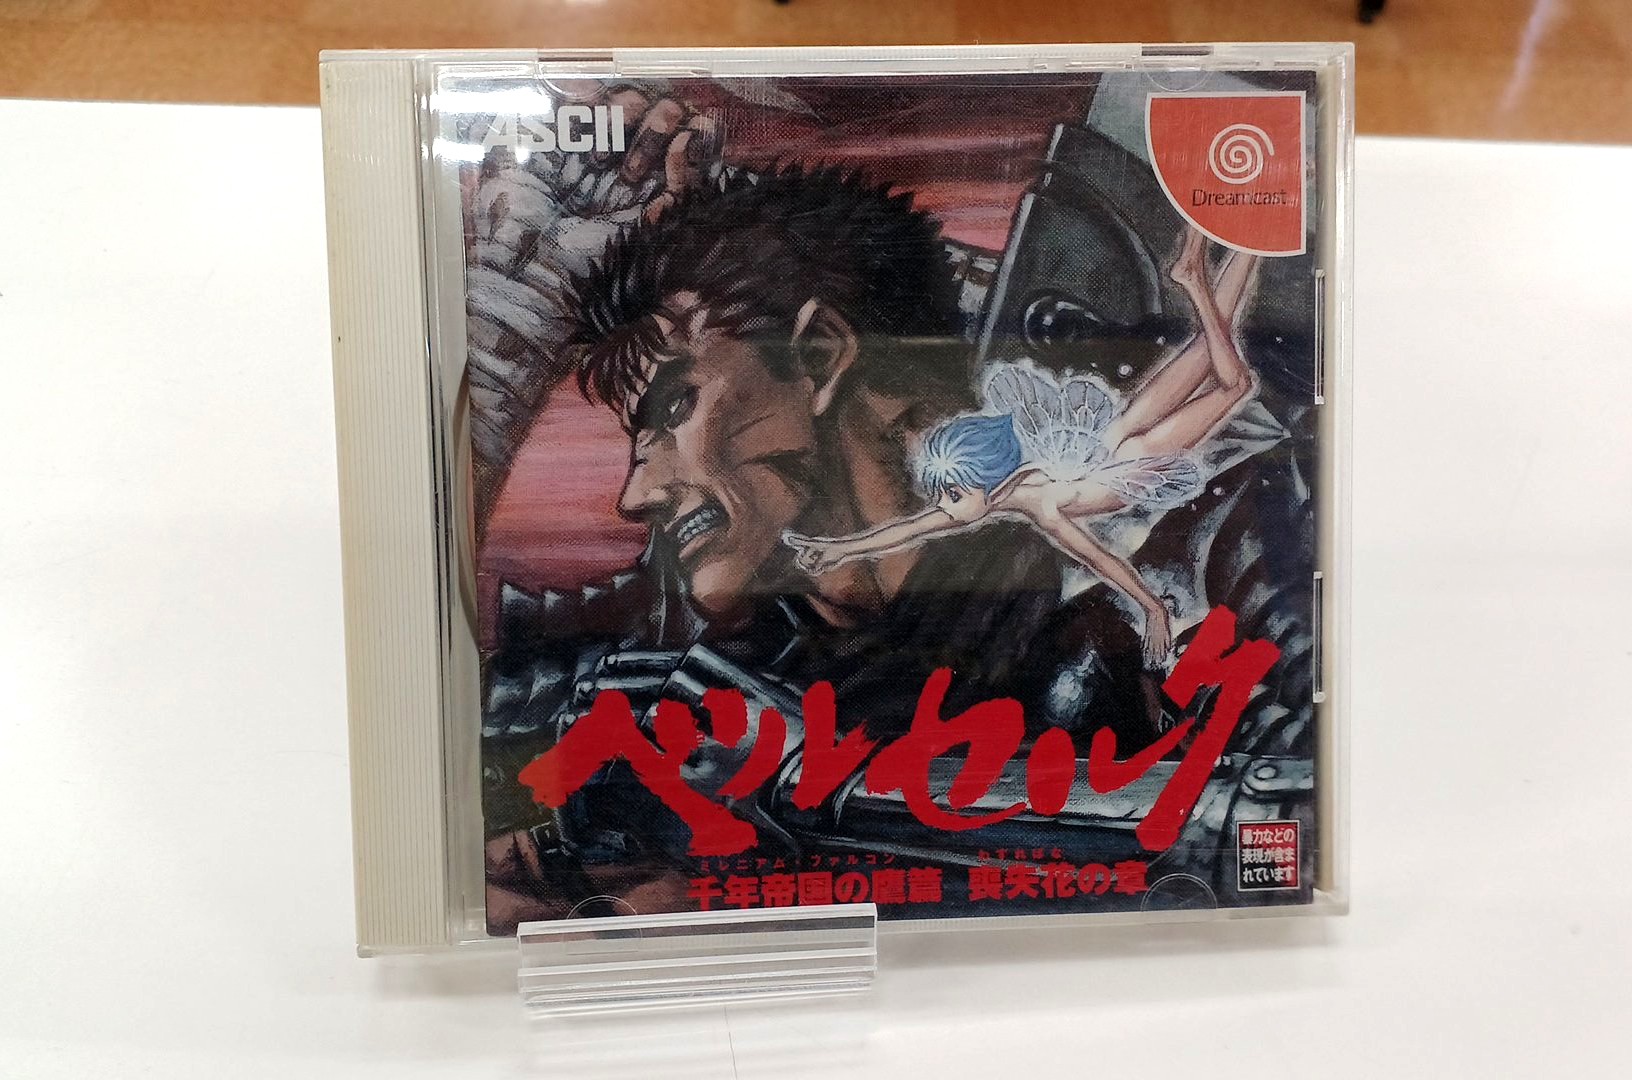 ASCII
Dreamcast
ベルセルク
ミレニアム・ファルコン わすればな
千年帝国の鷹篇 喪失花の章
暴力などの
表現が含ま
れています